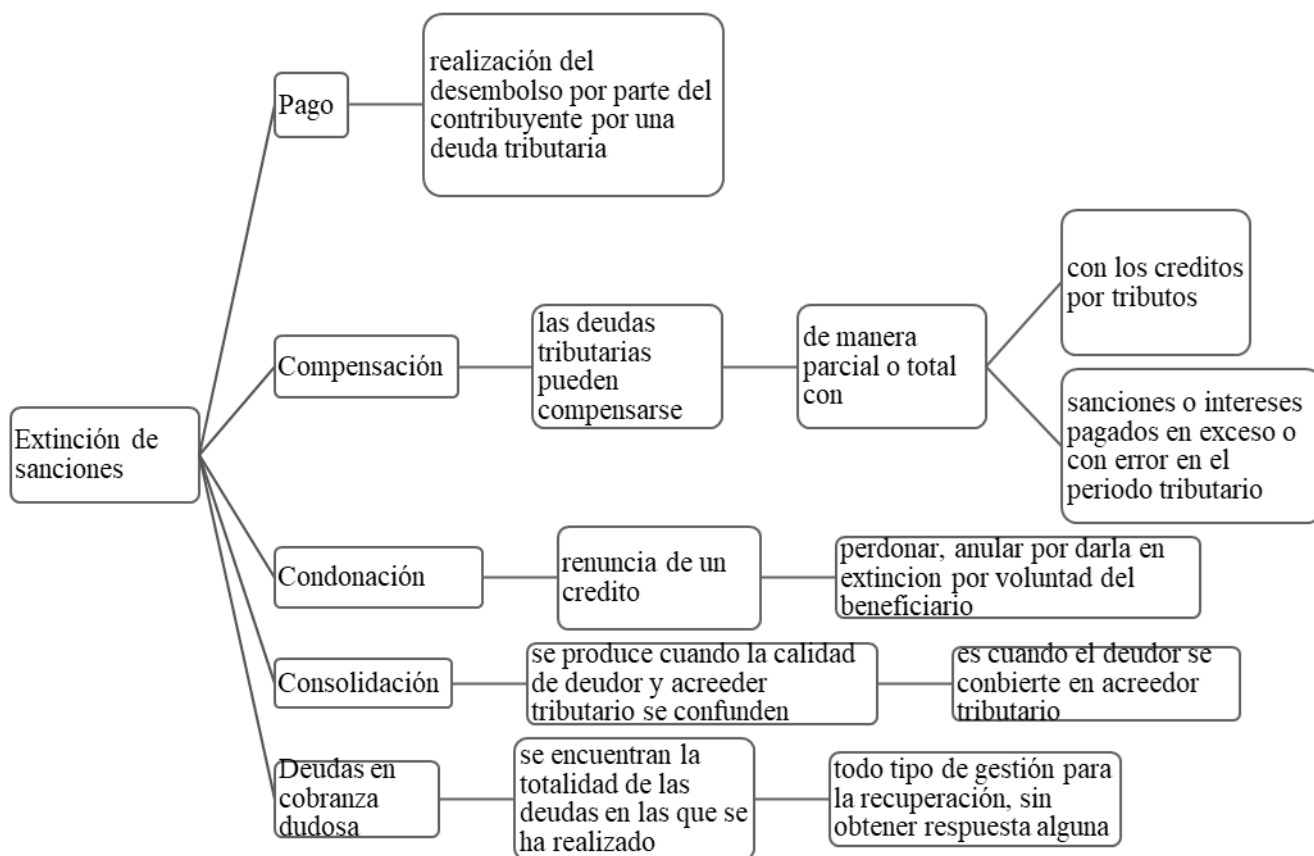 Extinción de
sanciones
Pago
realización del
desembolso por parte del
contribuyente por una
deuda tributaria
Compensación
las deudas
tributarias
pueden
compensarse
de manera
parcial o total
con
con los creditos
por tributos
sanciones o intereses
pagados en exceso o
con error en el
periodo tributario
Condonación
renuncia de un
credito
perdonar, anular por darla en
extincion por voluntad del
beneficiario
Consolidación
se produce cuando la calidad
de deudor y acreeder
tributario se confunden
es cuando el deudor se
conbierte en acreedor
tributario
Deudas en
cobranza
dudosa
se encuentran la
totalidad de las
deudas en las que se
ha realizado
todo tipo de gestión para
la recuperación, sin
obtener respuesta alguna